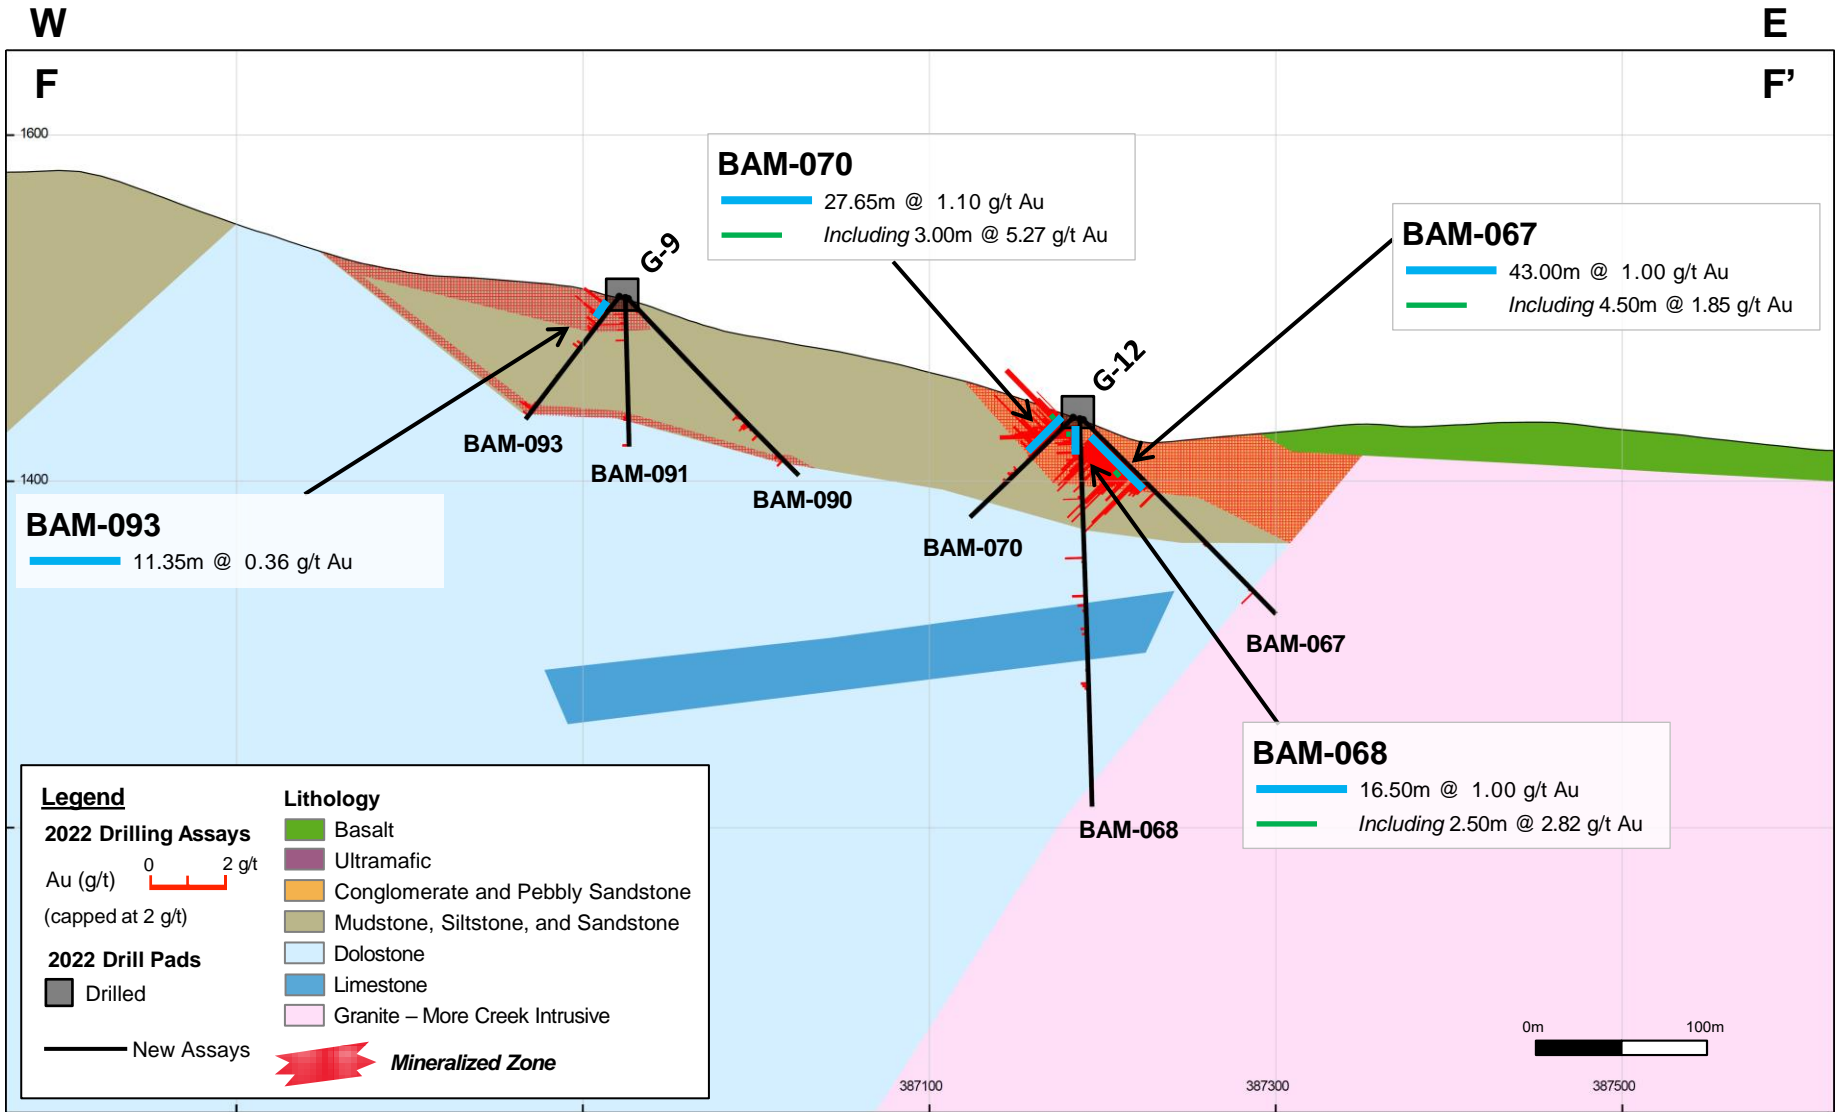 W
E
F
F’
1600
BAM-070
27.65m @ 1.10 g/t Au
Including 3.00m @ 5.27 g/t Au
BAM-067
43.00m @ 1.00 g/t Au
Including 4.50m @ 1.85 g/t Au
G-9
G-12
BAM-093
BAM-091
BAM-090
1400
BAM-093
11.35m @ 0.36 g/t Au
BAM-070
BAM-067
BAM-068
16.50m @ 1.00 g/t Au
Including 2.50m @ 2.82 g/t Au
BAM-068
Legend
2022 Drilling Assays
Au (g/t)
0
2 g/t
(capped at 2 g/t)
2022 Drill Pads
Drilled
New Assays
Lithology
Basalt
Ultramafic
Conglomerate and Pebbly Sandstone
Mudstone, Siltstone, and Sandstone
Dolostone
Limestone
Granite – More Creek Intrusive
Mineralized Zone
0m
100m
387100
387300
387500